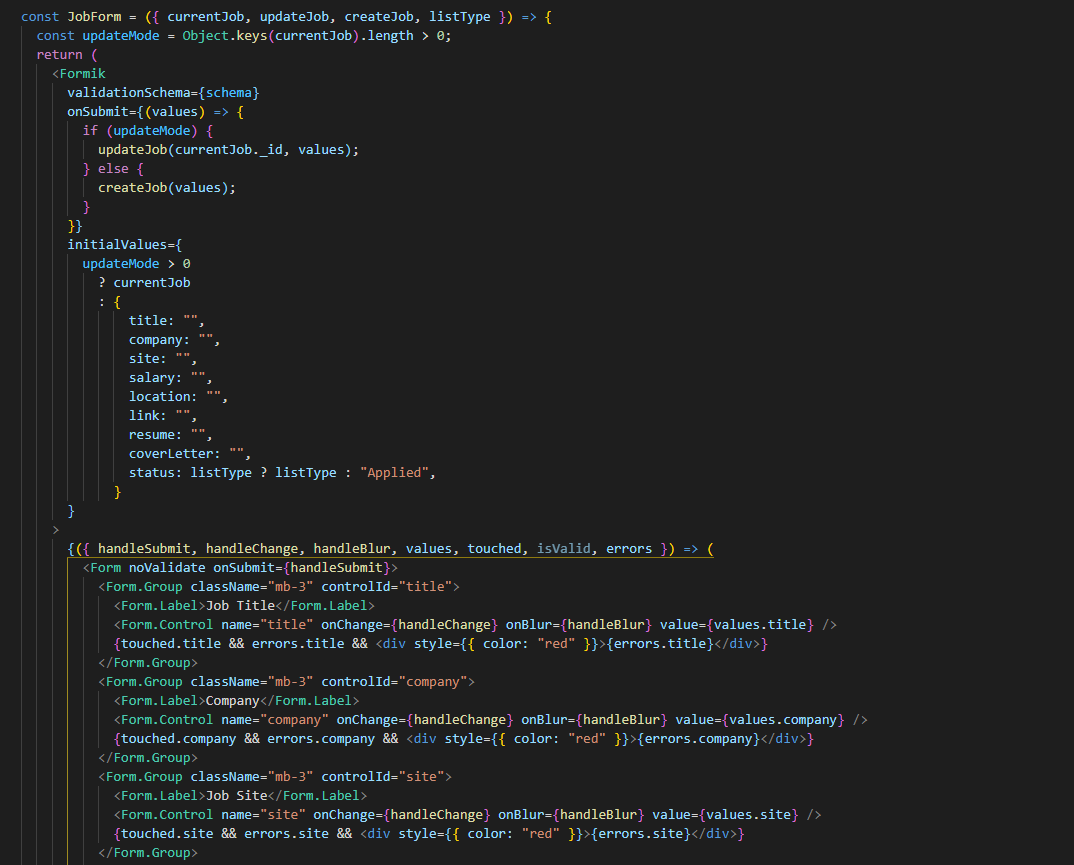 const JobForm = ({ currentJob, updateJob, createJob, listType }) => {
const updateMode = Object.keys(currentJob).length > 0;
return (
<Formik
validationSchema={schema}
onSubmit={(values) => {
if (updateMode) {
updateJob(currentJob._id, values);
} else {
createJob(values);
}
}}
initialValues={
updateMode > 0
? currentJob
: {
title: "",
company: "",
site: "",
salary: "",
location: "",
link: "",
resume: "",
coverLetter: "",
status: listType ? listType : "Applied",
}
}
>
{({ handleSubmit, handleChange, handleBlur, values, touched, isValid, errors }) => (
<Form noValidate onSubmit={handleSubmit}>
<Form.Group className="mb-3" controlId="title">
<Form.Label>Job Title</Form.Label>
<Form.Control name="title" onChange={handleChange} onBlur={handleBlur} value={values.title} />
{touched.title && errors.title && <div style={{ color: "red" }}>{errors.title}</div>}
</Form.Group>
<Form.Group className="mb-3" controlId="company">
<Form.Label>Company</Form.Label>
<Form.Control name="company" onChange={handleChange} onBlur={handleBlur} value={values.company} />
{touched.company && errors.company && <div style={{ color: "red" }}>{errors.company}</div>}
</Form.Group>
<Form.Group className="mb-3" controlId="site">
<Form.Label>Job Site</Form.Label>
<Form.Control name="site" onChange={handleChange} onBlur={handleBlur} value={values.site} />
{touched.site && errors.site && <div style={{ color: "red" }}>{errors.site}</div>}
</Form.Group>